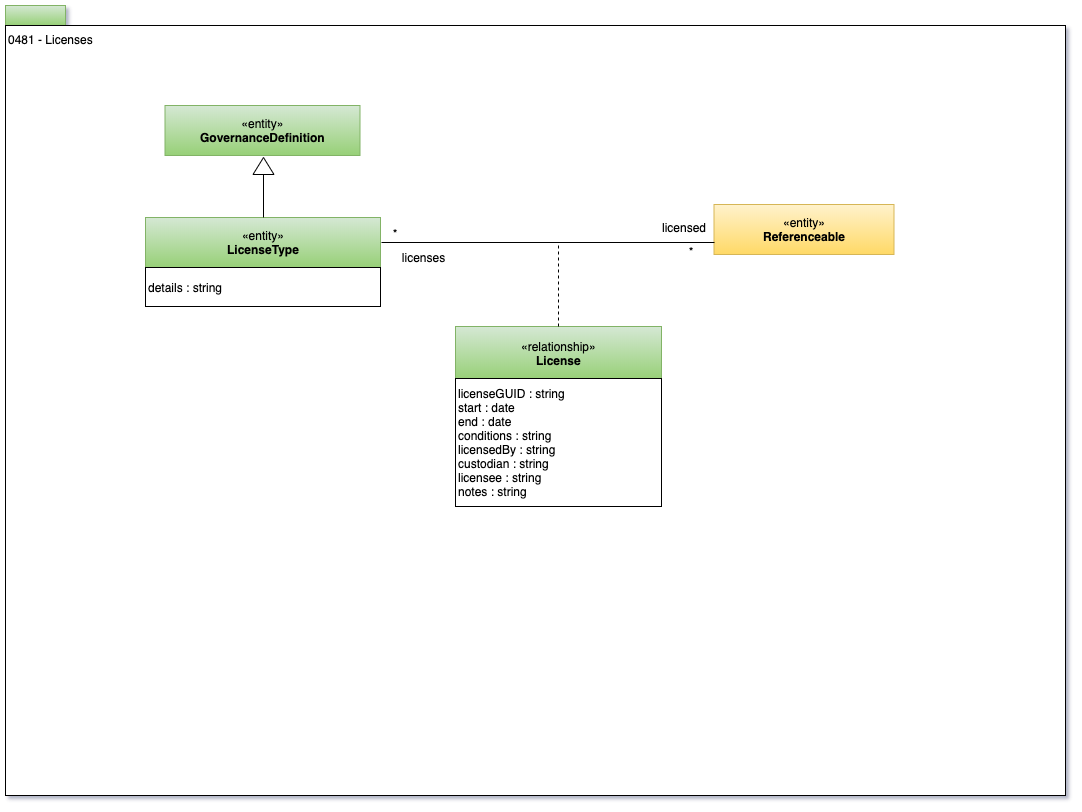 0481 - Licenses
«entity»
GovernanceDefinition
«entity»
LicenseType
details : string
*
licenses
licensed
*
«entity»
Referenceable
«relationship»
License
licenseGUID : string
start : date
end : date
conditions : string
licensedBy : string
custodian : string
licensee : string
notes : string